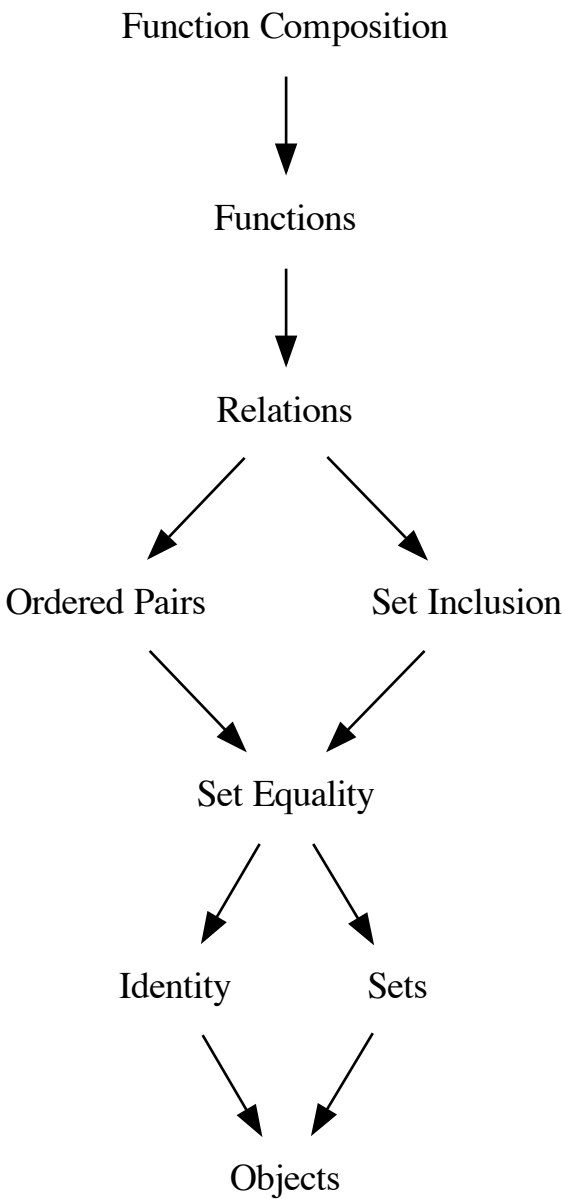 Function Composition
Functions
Relations
Ordered Pairs
Set Inclusion
Set Equality
Identity
Sets
Objects